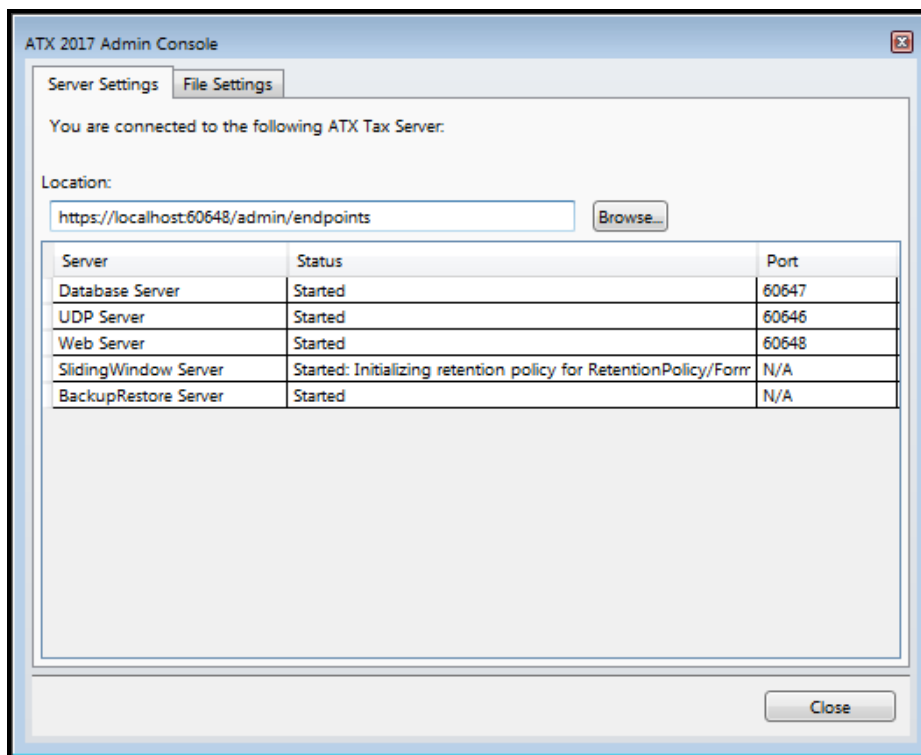 ATX 2017 Admin Console
Server Settings File Settings
You are connected to the following ATX Tax Server:
Location:
https://localhost:60648/admin/endpoints Browse...
Server Status Port
Database Server Started 60647
UDP Server Started 60646
Web Server Started 60648
SlidingWindow Server Started: Initializing retention policy for RetentionPolicy/Form N/A
BackupRestore Server Started N/A
Close